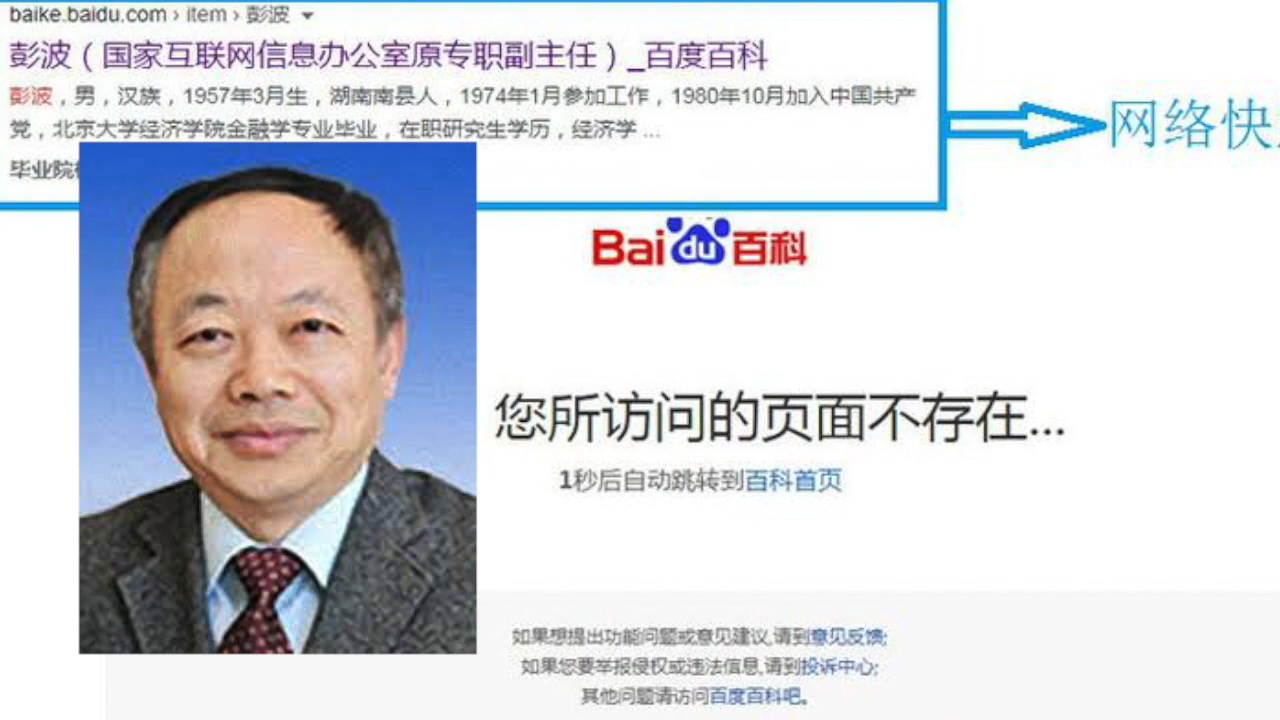 baike.baidu.com › item › 彭波
彭波（国家互联网信息办公室原专职副主任）_百度百科
彭波，男，汉族，1957年3月生，湖南南县人，1974年1月参加工作，1980年10月加入中国共产
党，北京大学经济学院金融学专业毕业，在职研究生学历，经济学 ...
毕业院
网络快
Bai du 百科
您所访问的页面不存在...
1秒后自动跳转到百科首页
如果想提出功能问题或意见建议,请到意见反馈;
如果您要举报侵权或违法信息,请到投诉中心;
其他问题请访问百度百科吧。